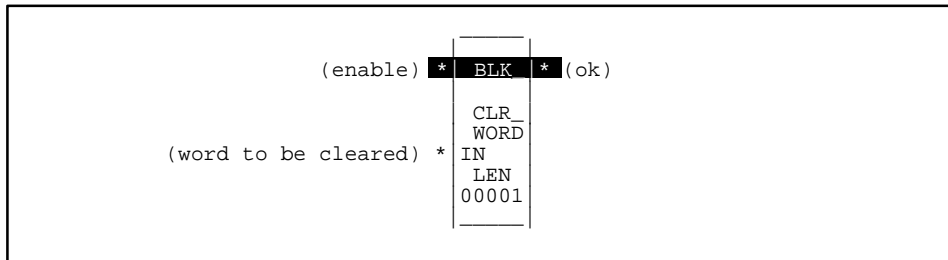 (enable) * BLK_ * (ok)
CLR_
WORD
(word to be cleared) * IN
LEN
00001